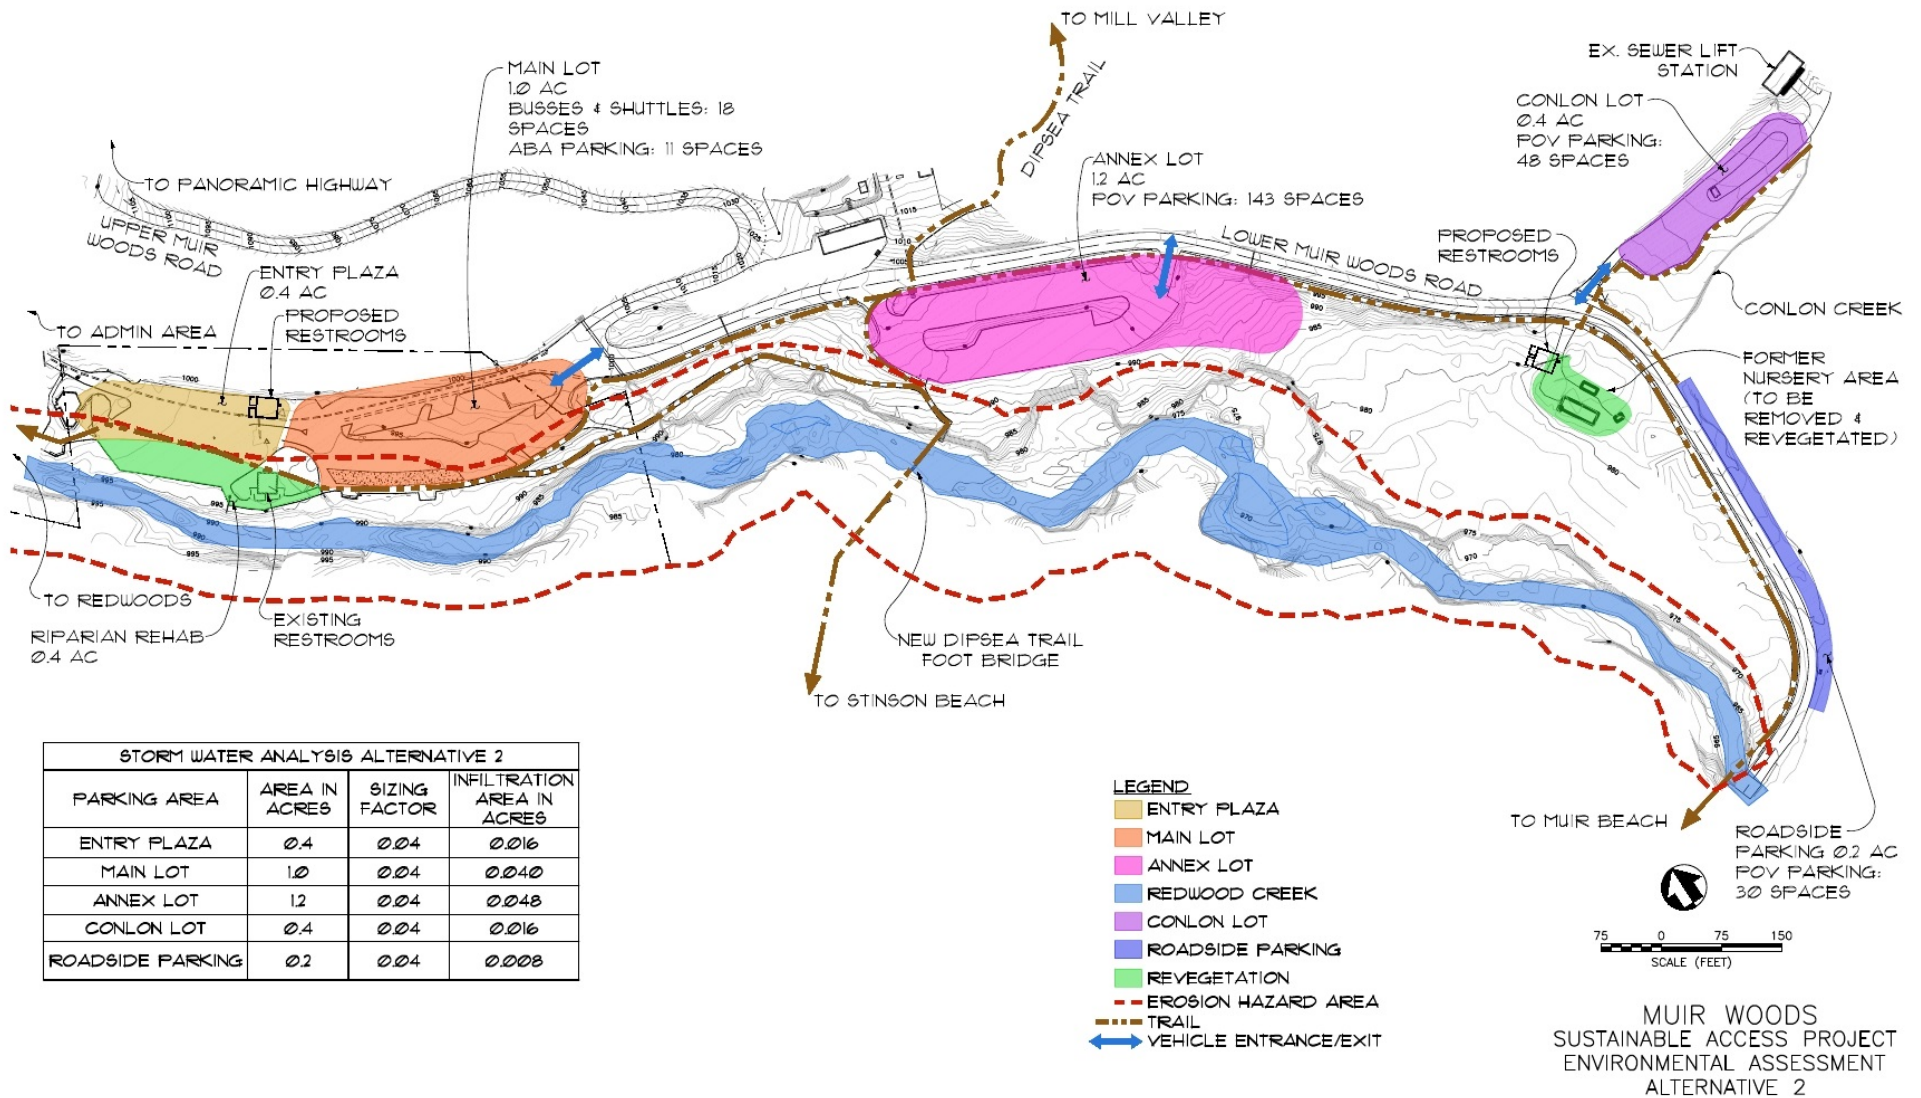 TO MILL VALLEY
DIPSEA TRAIL
EX. SEWER LIFT
STATION
MAIN LOT
1.0 AC
BUSSES & SHUTTLES: 18
SPACES
ABA PARKING: 11 SPACES
CONLON LOT
0.4 AC
POV PARKING:
48 SPACES
TO PANORAMIC HIGHWAY
UPPER MUIR
WOODS ROAD
ANNEX LOT
1.2 AC
POV PARKING: 143 SPACES
LOWER MUIR WOODS ROAD
PROPOSED
RESTROOMS
ENTRY PLAZA
0.4 AC
PROPOSED
RESTROOMS
TO ADMIN AREA
CONLON CREEK
FORMER
NURSERY AREA
(TO BE
REMOVED &
REVEGETATED)
TO REDWOODS
RIPARIAN REHAB
0.4 AC
EXISTING
RESTROOMS
NEW DIPSEA TRAIL
FOOT BRIDGE
TO STINSON BEACH
STORM WATER ANALYSIS ALTERNATIVE 2
PARKING AREA
AREA IN
ACRES
SIZING
FACTOR
INFILTRATION
AREA IN
ACRES
ENTRY PLAZA 0.4 0.04 0.016
MAIN LOT 1.0 0.04 0.040
ANNEX LOT 1.2 0.04 0.048
CONLON LOT 0.4 0.04 0.016
ROADSIDE PARKING 0.2 0.04 0.008
LEGEND
ENTRY PLAZA
MAIN LOT
ANNEX LOT
REDWOOD CREEK
CONLON LOT
ROADSIDE PARKING
REVEGETATION
EROSION HAZARD AREA
TRAIL
VEHICLE ENTRANCE/EXIT
TO MUIR BEACH
ROADSIDE
PARKING 0.2 AC
POV PARKING:
30 SPACES
75 0 75 150
SCALE (FEET)
MUIR WOODS
SUSTAINABLE ACCESS PROJECT
ENVIRONMENTAL ASSESSMENT
ALTERNATIVE 2